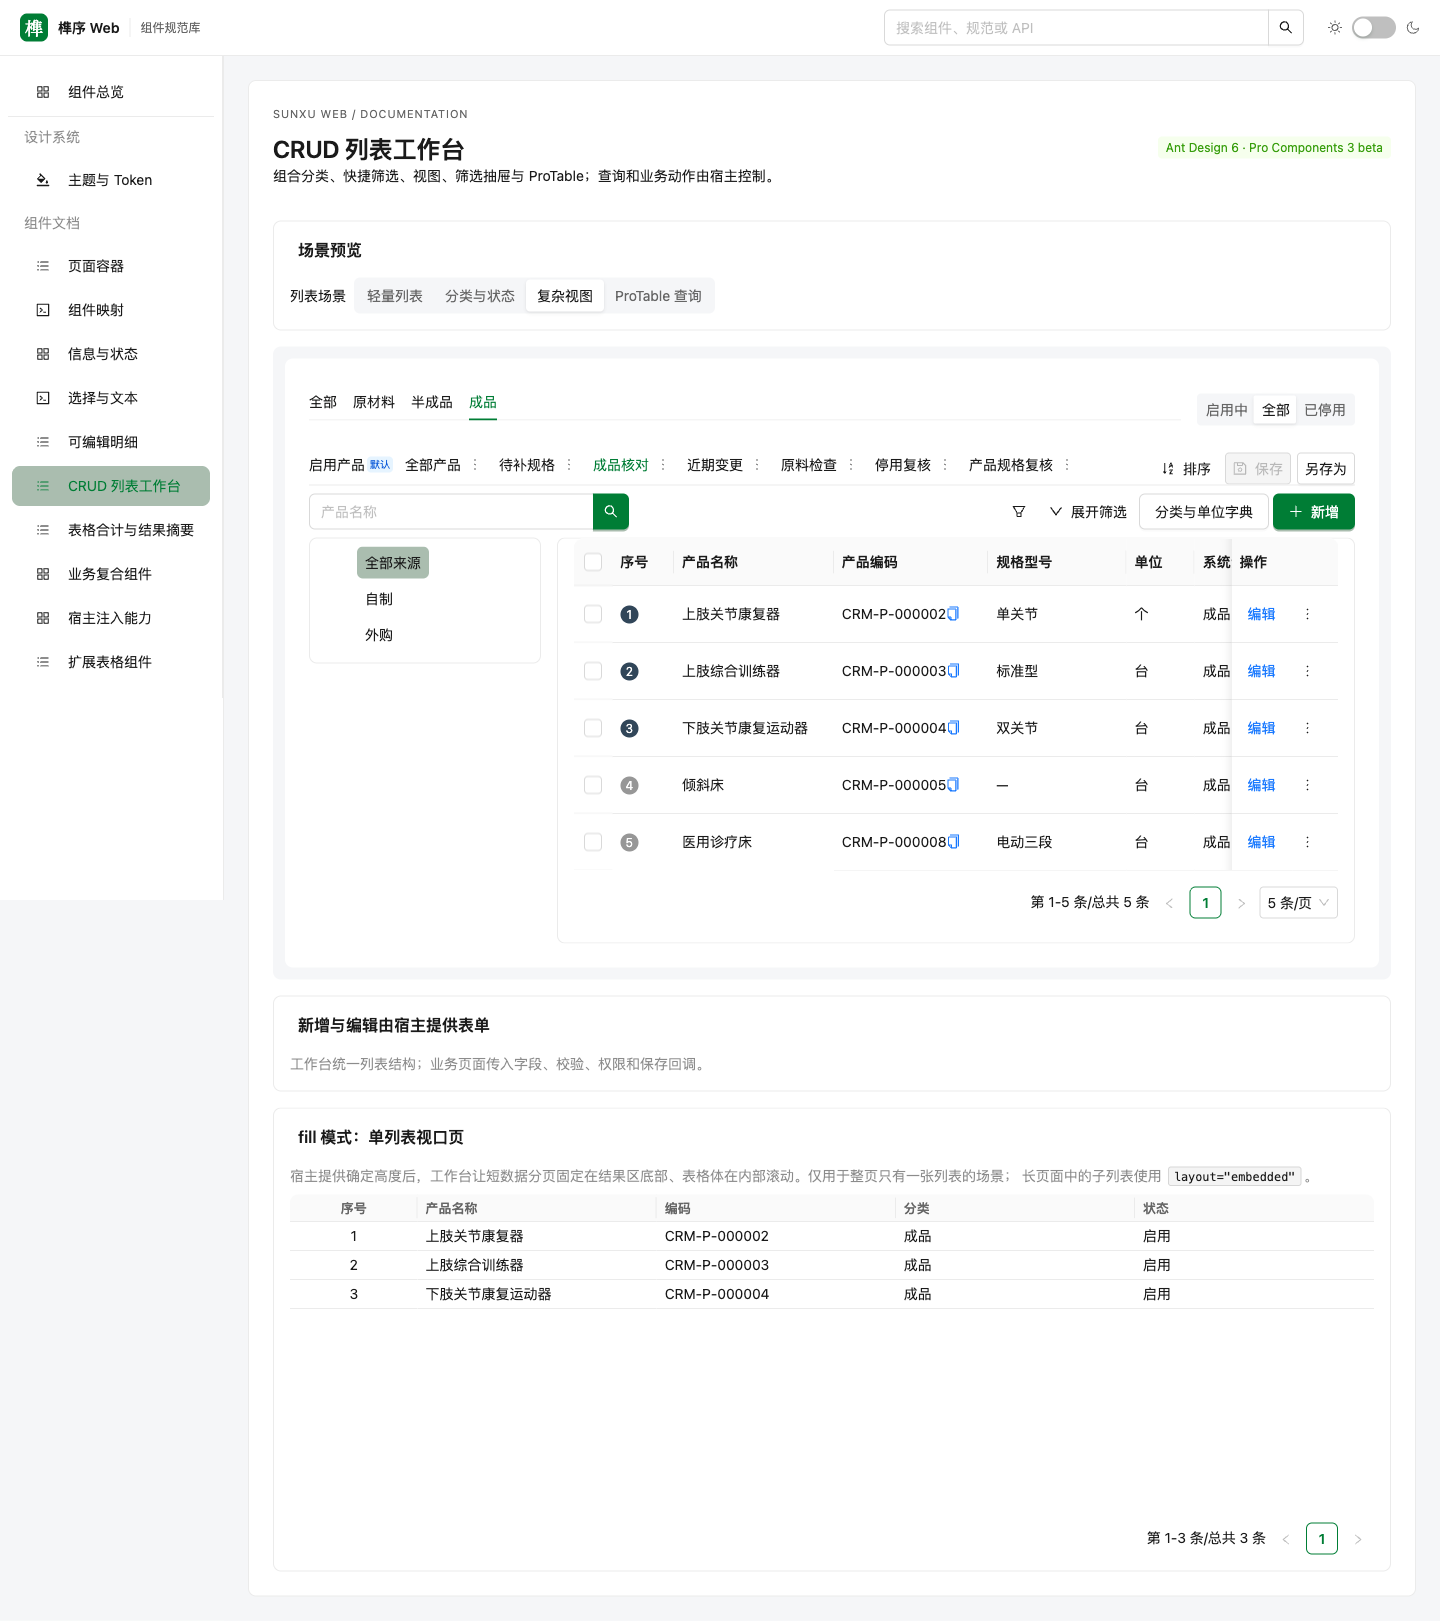 榫 榫序 Web 组件规范库 搜索组件、规范或 API
组件总览
设计系统
主题与 Token
组件文档
页面容器
组件映射
信息与状态
选择与文本
可编辑明细
CRUD 列表工作台
表格合计与结果摘要
业务复合组件
宿主注入能力
扩展表格组件
SUNXU WEB / DOCUMENTATION
CRUD 列表工作台
Ant Design 6 · Pro Components 3 beta
组合分类、快捷筛选、视图、筛选抽屉与 ProTable；查询和业务动作由宿主控制。
场景预览
列表场景 轻量列表 分类与状态 复杂视图 ProTable 查询
全部 原材料 半成品 成品 启用中 全部 已停用
启用产品 默认 全部产品 待补规格 成品核对 近期变更 原料检查 停用复核 产品规格复核 排序 保存 另存为
产品名称 展开筛选 分类与单位字典 新增
全部来源
自制
外购
序号 产品名称 产品编码 规格型号 单位 系统 操作
1 上肢关节康复器 CRM-P-000002 单关节 个 成品 编辑
2 上肢综合训练器 CRM-P-000003 标准型 台 成品 编辑
3 下肢关节康复运动器 CRM-P-000004 双关节 台 成品 编辑
4 倾斜床 CRM-P-000005 — 台 成品 编辑
5 医用诊疗床 CRM-P-000008 电动三段 台 成品 编辑
第 1-5 条/总共 5 条 1 5 条/页
新增与编辑由宿主提供表单
工作台统一列表结构；业务页面传入字段、校验、权限和保存回调。
fill 模式：单列表视口页
宿主提供确定高度后，工作台让短数据分页固定在结果区底部、表格体在内部滚动。仅用于整页只有一张列表的场景； 长页面中的子列表使用 layout="embedded" 。
序号 产品名称 编码 分类 状态
1 上肢关节康复器 CRM-P-000002 成品 启用
2 上肢综合训练器 CRM-P-000003 成品 启用
3 下肢关节康复运动器 CRM-P-000004 成品 启用
第 1-3 条/总共 3 条 1